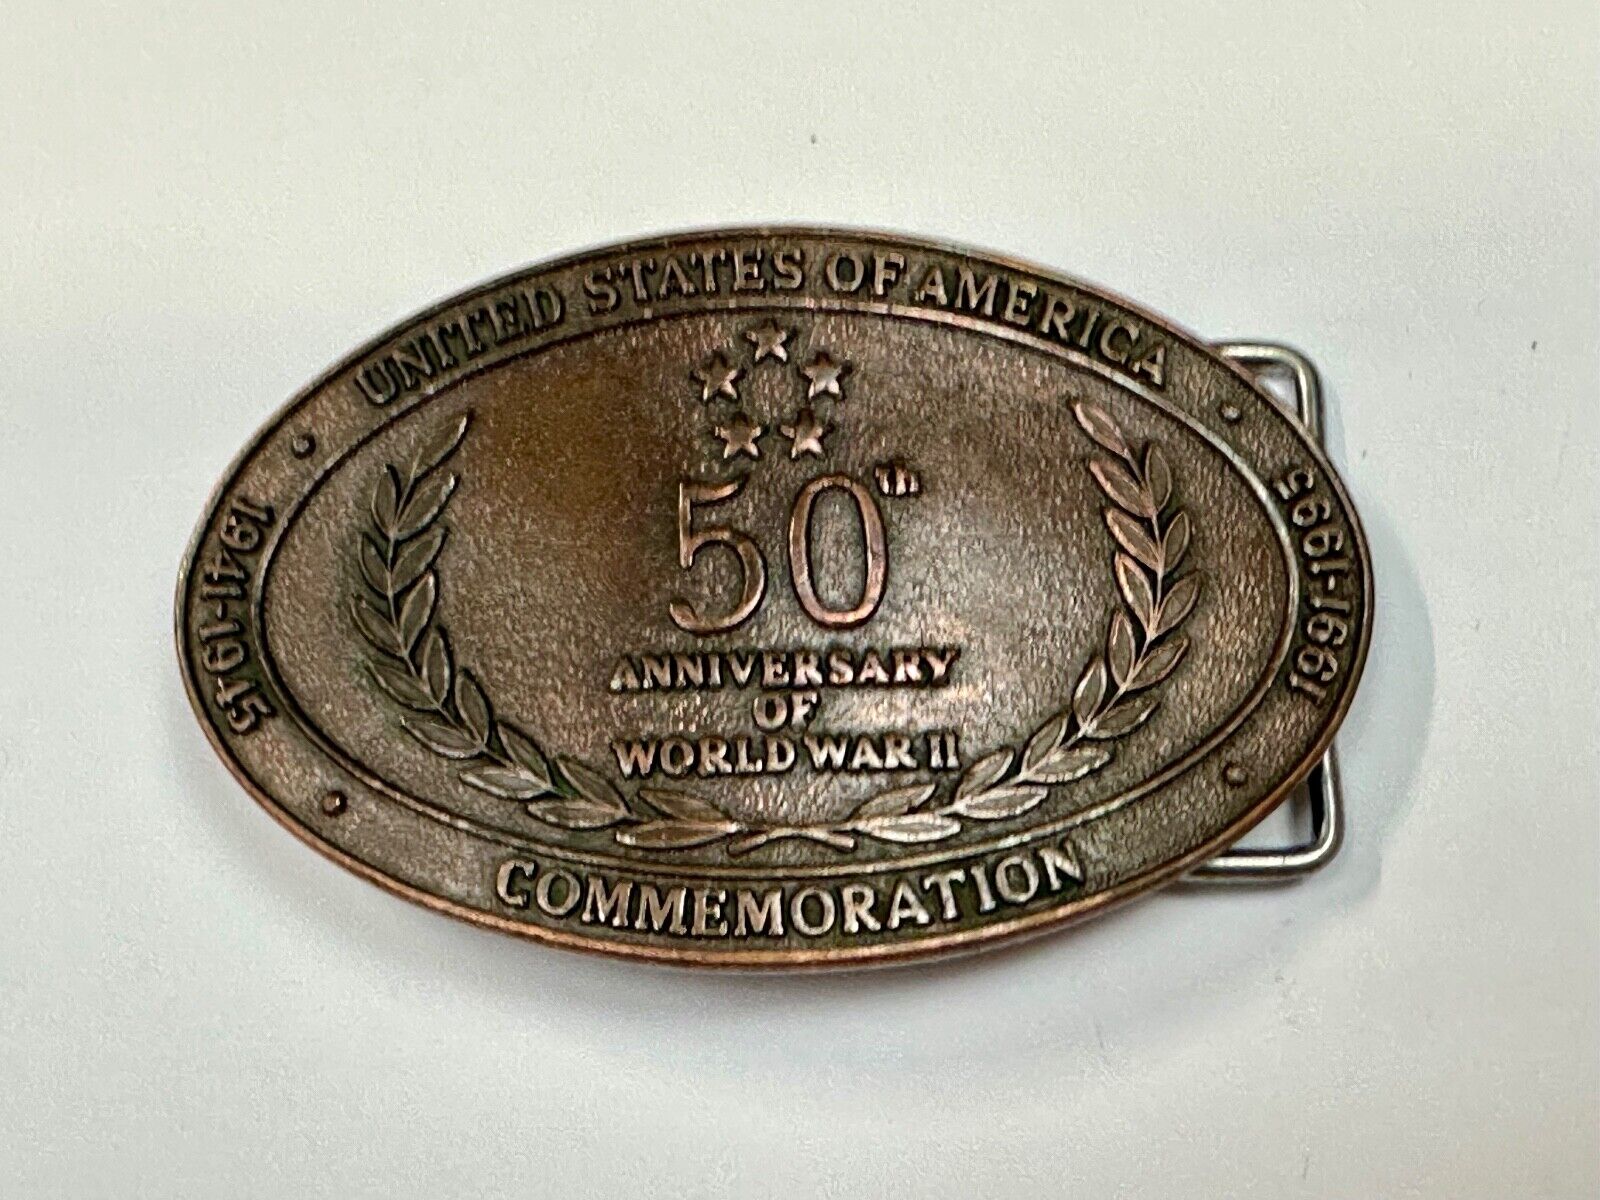 UNITED STATES OF AMERICA
1941-1945
50th
ANNIVERSARY
OF
WORLD WAR II
1991-1995
COMMEMORATION